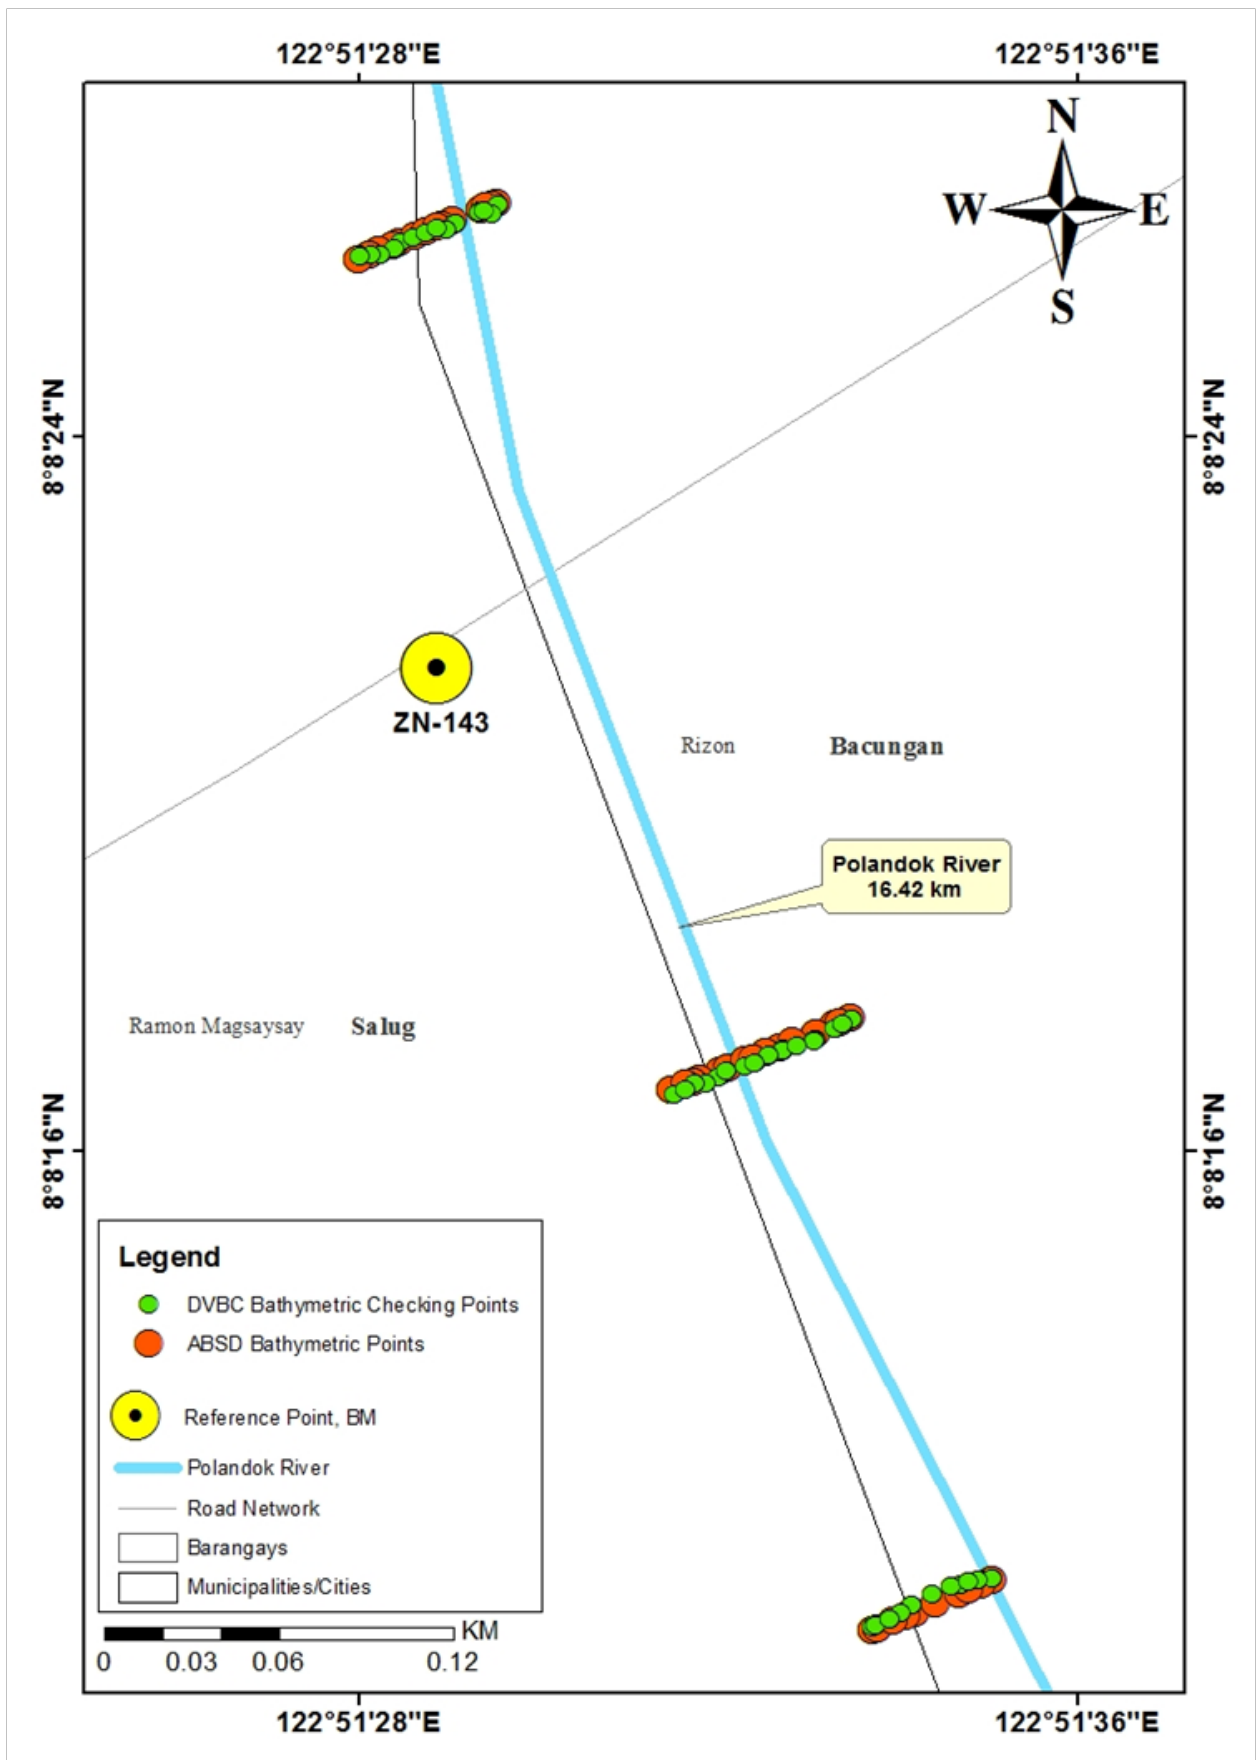 122°51'28"E 122°51'36"E
N
W E
S
8°8'24"N 8°8'24"N
ZN-143
Rizon Bacungan
Polandok River
16.42 km
Ramon Magsaysay Salug
8°8'16"N 8°8'16"N
Legend
DVBC Bathymetric Checking Points
ABSD Bathymetric Points
Reference Point, BM
Polandok River
Road Network
Barangays
Municipalities/Cities
KM
0 0.03 0.06 0.12
122°51'28"E 122°51'36"E